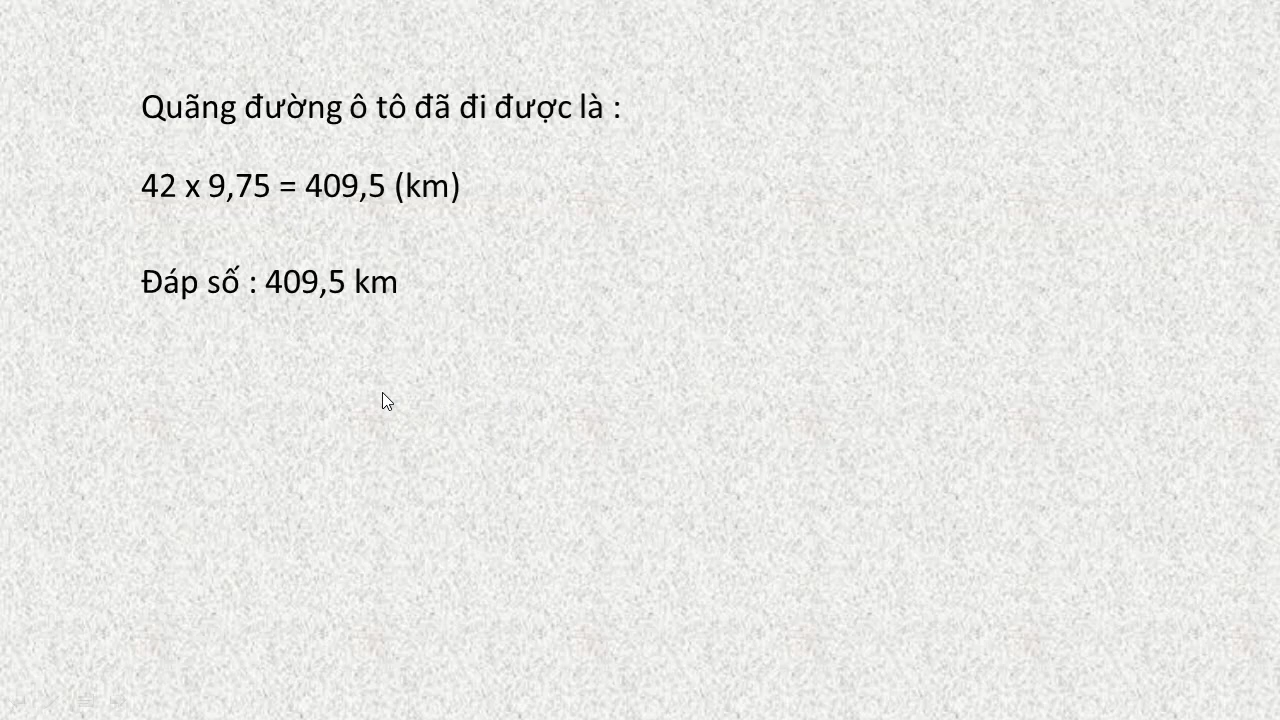 Quãng đường ô tô đã đi được là :
42 x 9,75 = 409,5 (km)
Đáp số : 409,5 km